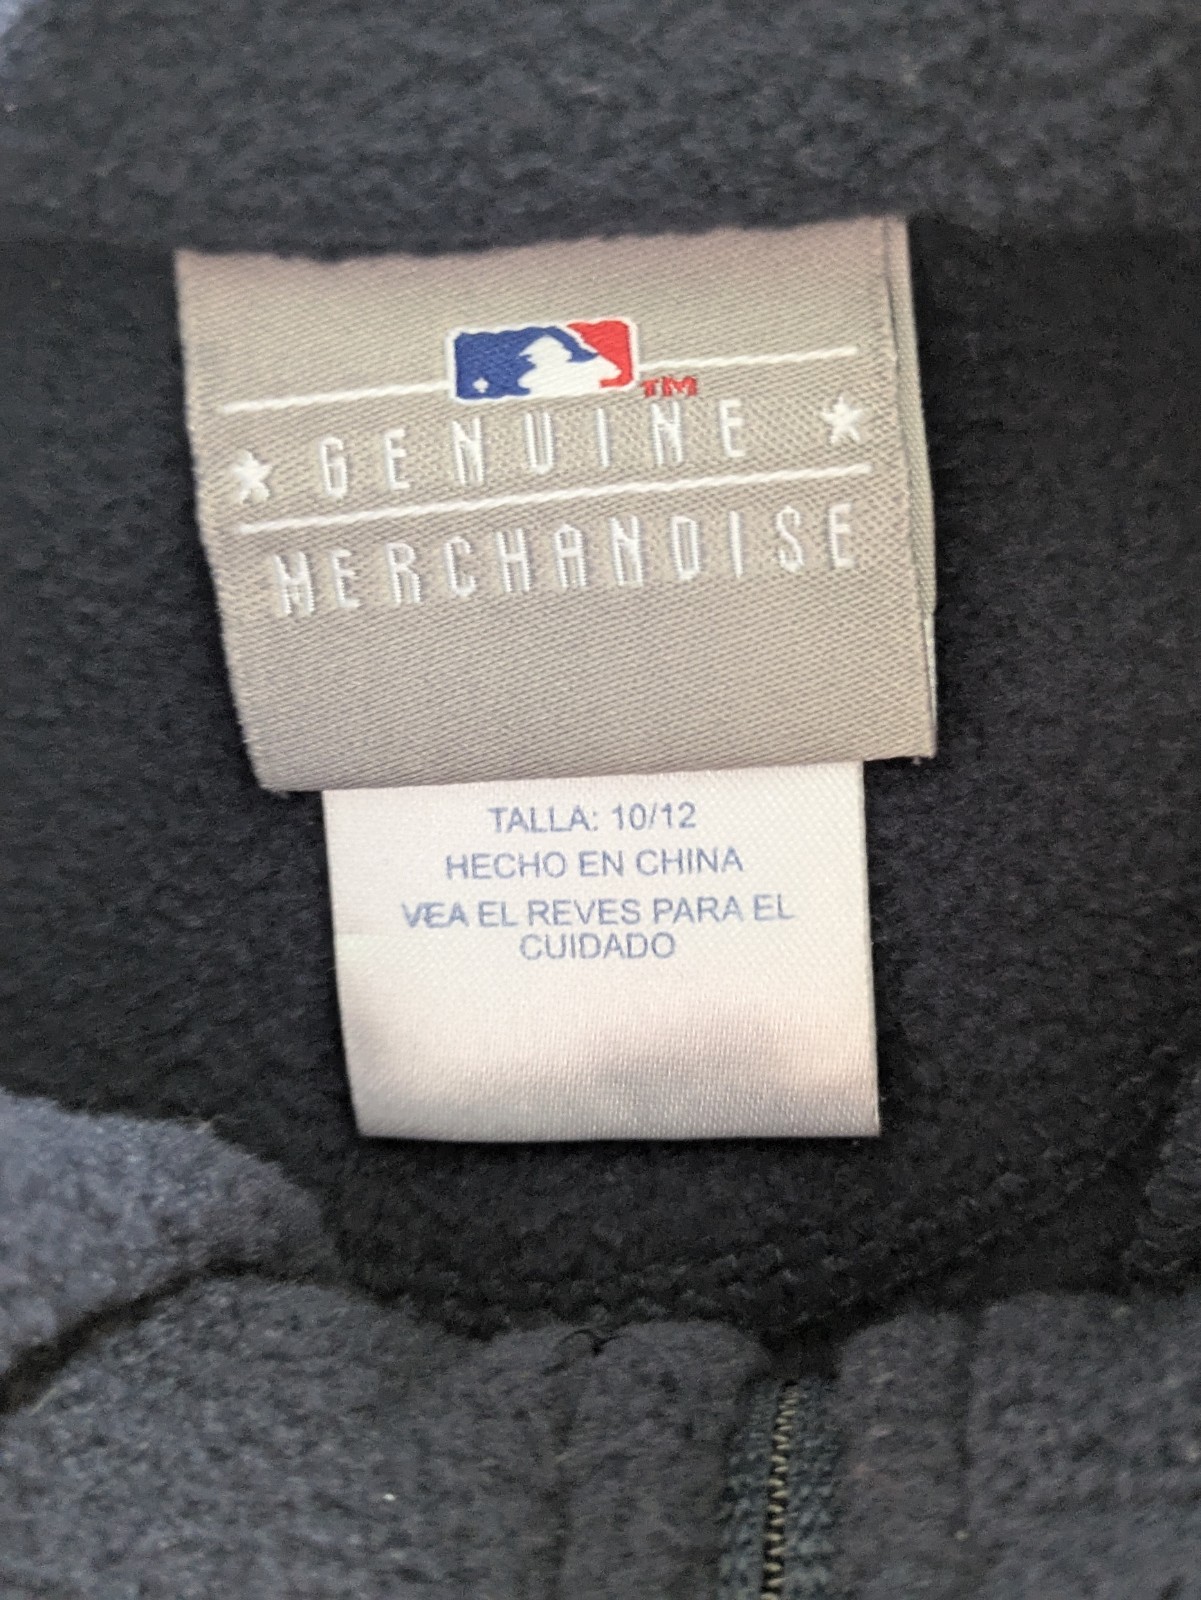 TM
GENUINE
MERCHANDISE
TALLA: 10/12
HECHO EN CHINA
VEA EL REVES PARA EL
CUIDADO